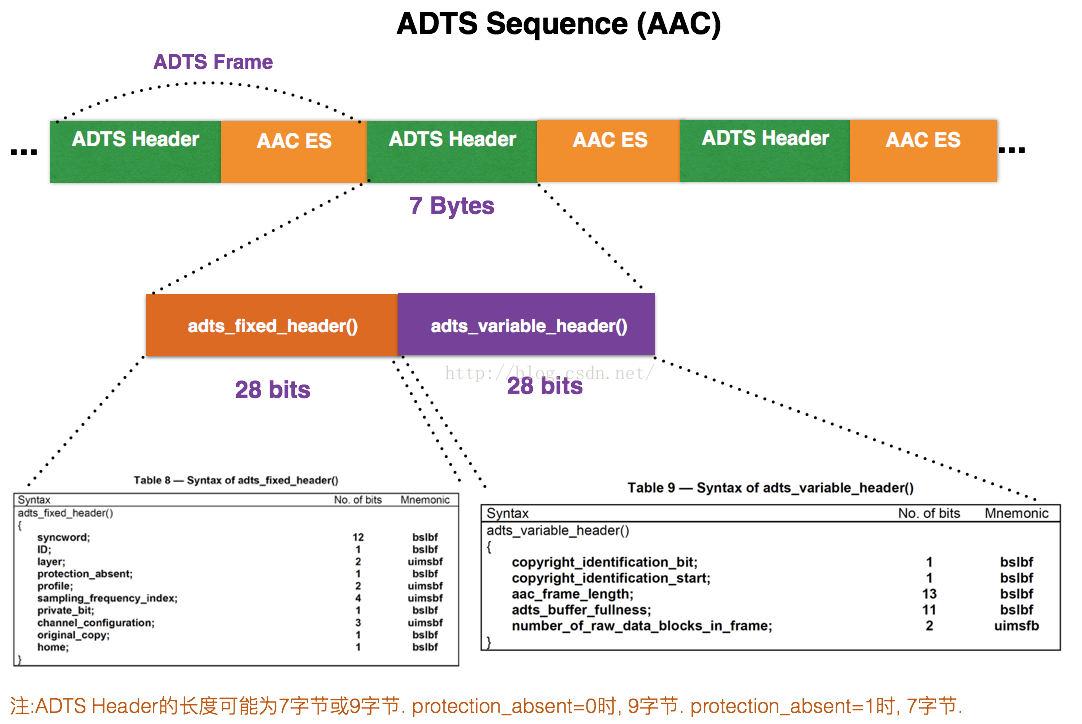 ADTS Sequence (AAC)
ADTS Frame
... ADTS Header AAC ES ADTS Header AAC ES ADTS Header AAC ES ...
7 Bytes
adts_fixed_header() adts_variable_header()
http://blog.csdn.net/
28 bits 28 bits
Table 8 — Syntax of adts_fixed_header()
Syntax No. of bits Mnemonic
adts_fixed_header()
{
syncword; 12 bslbf
ID; 1 bslbf
layer; 2 uimsbf
protection_absent; 1 bslbf
profile; 2 uimsbf
sampling_frequency_index; 4 uimsbf
private_bit; 1 bslbf
channel_configuration; 3 uimsbf
original_copy; 1 bslbf
home; 1 bslbf
}
Table 9 — Syntax of adts_variable_header()
Syntax No. of bits Mnemonic
adts_variable_header()
{
copyright_identification_bit; 1 bslbf
copyright_identification_start; 1 bslbf
aac_frame_length; 13 bslbf
adts_buffer_fullness; 11 bslbf
number_of_raw_data_blocks_in_frame; 2 uimsfb
}
注:ADTS Header的长度可能为7字节或9字节. protection_absent=0时, 9字节. protection_absent=1时, 7字节.